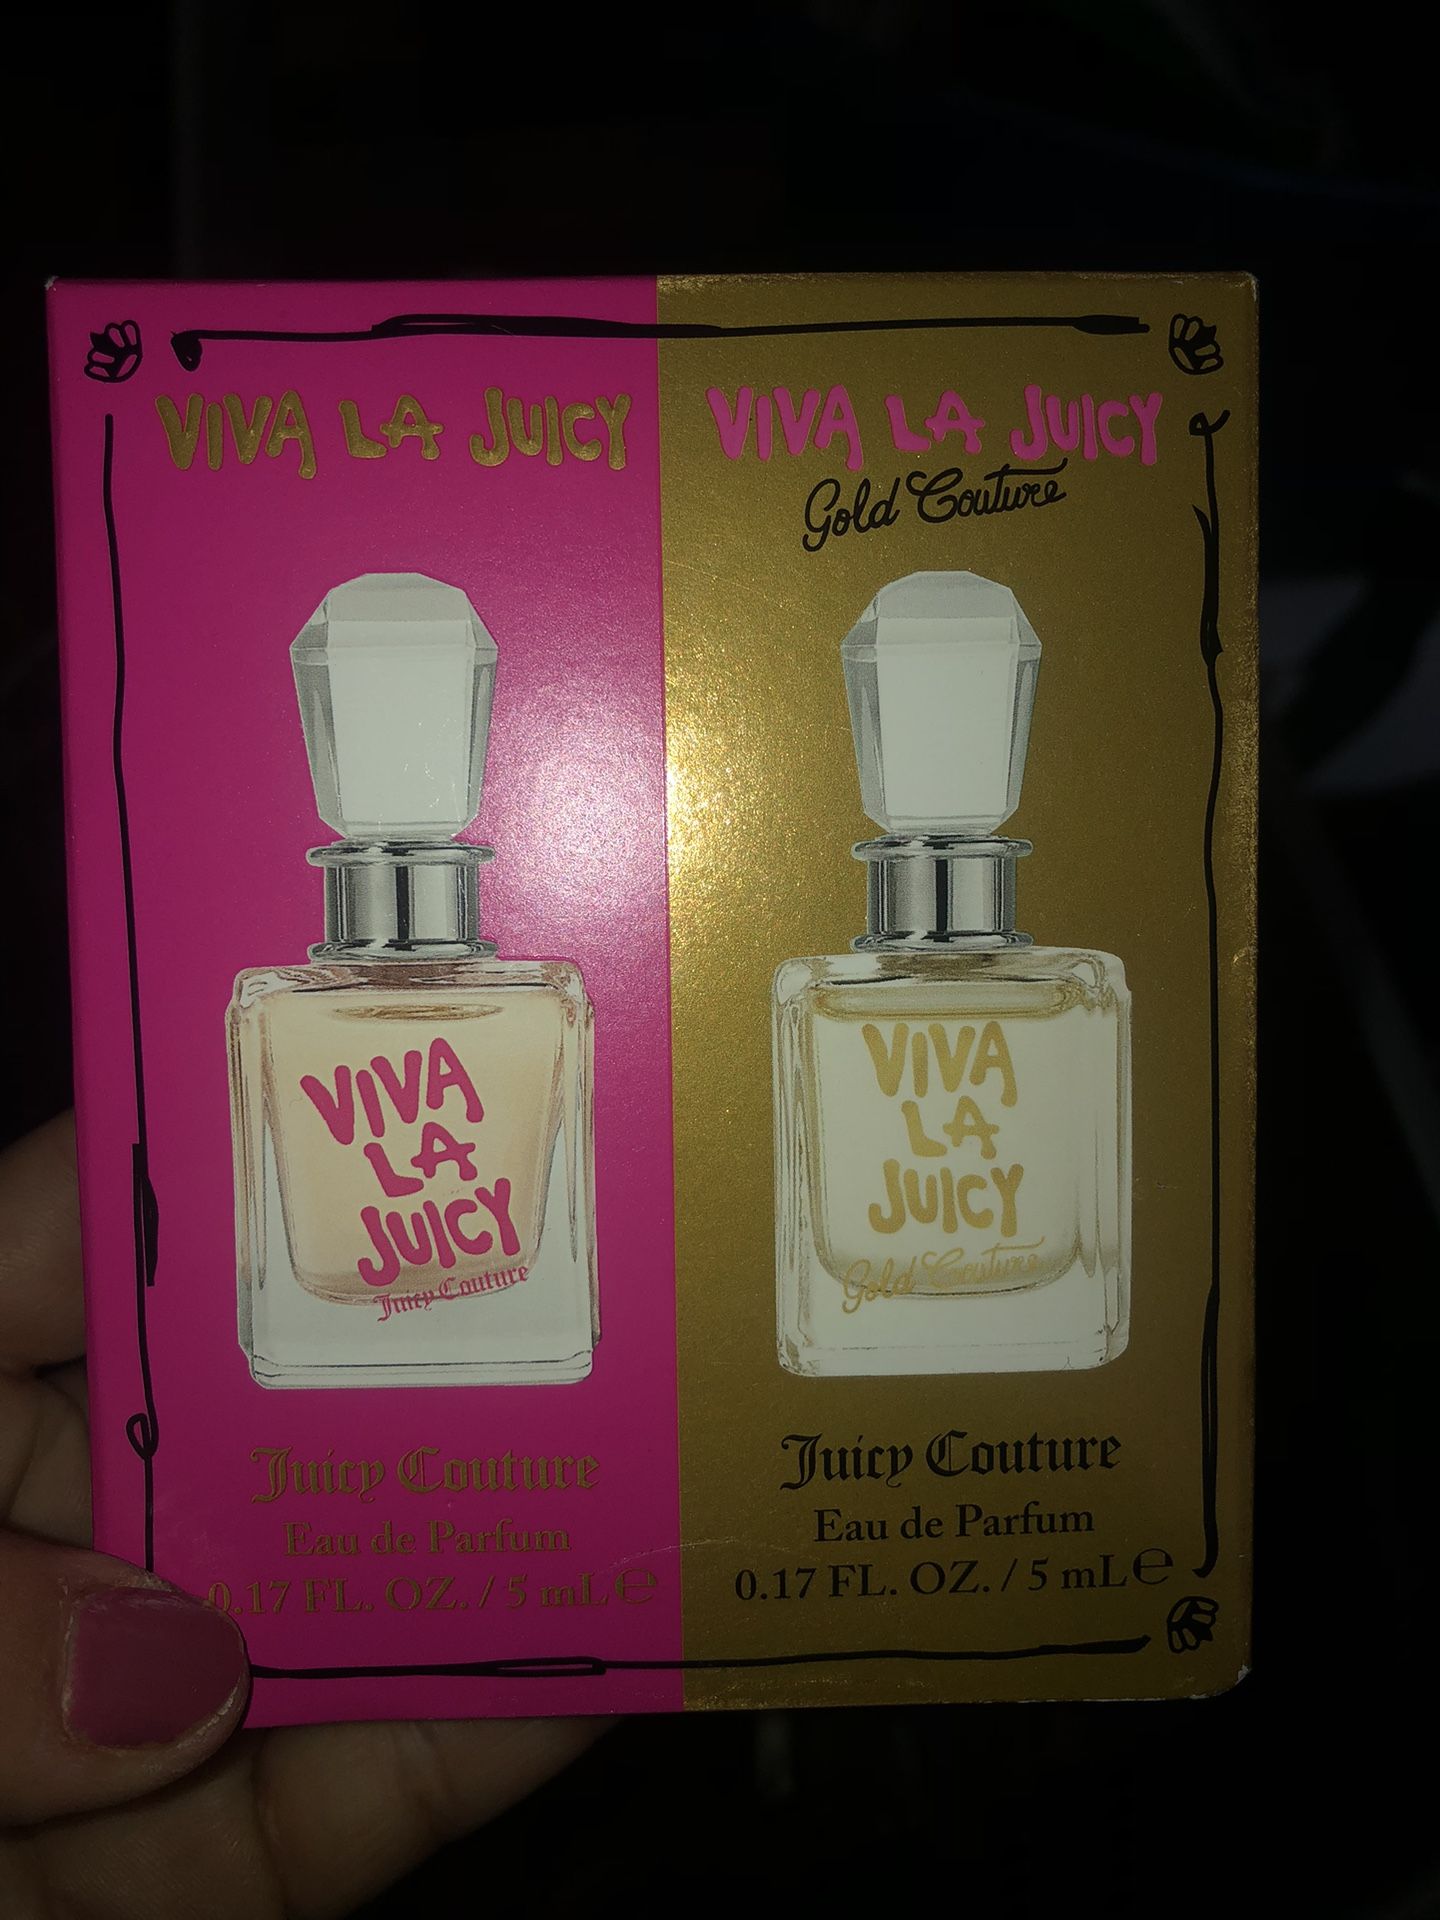 VIVA LA JUICY
VIVA
LA
JUICY
Juicy Couture
Juicy Couture
Eau de Parfum
0.17 FL. OZ. / 5 mL ℮
VIVA LA JUICY
Gold Couture
VIVA
LA
JUICY
Gold Couture
Juicy Couture
Eau de Parfum
0.17 FL. OZ. / 5 mL ℮